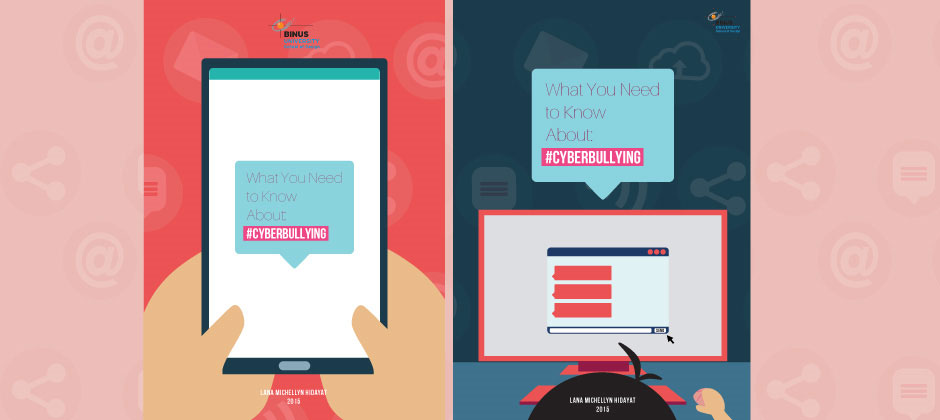 BINUS
UNIVERSITY
What You Need
to Know
About:
#CYBERBULLYING
LANA MICHELLYN HIDAYAT
2015
UNIVERSITY
What You Need
to Know
About:
#CYBERBULLYING
SEND
LANA MICHELLYN HIDAYAT
2015